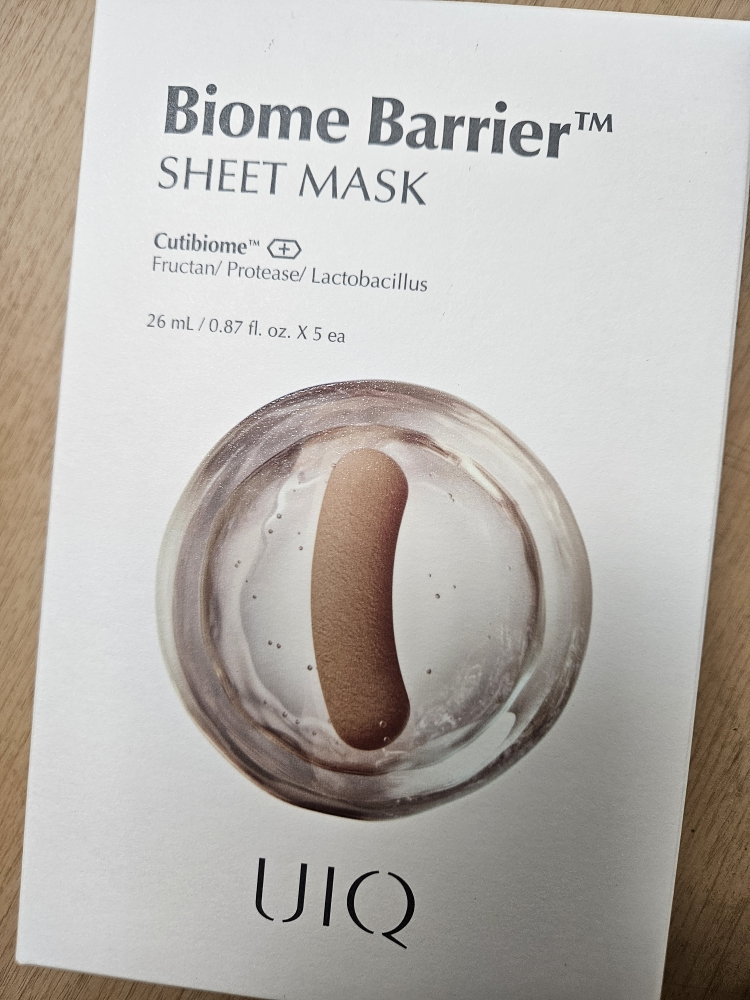 Biome Barrier™
SHEET MASK
Cutibiome™ +
Fructan/ Protease/ Lactobacillus
26 mL / 0.87 fl. oz. X 5 ea
UIQ